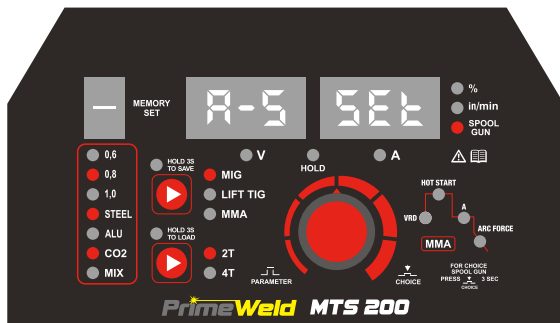 — MEMORY SET
A-S SEt
%
in/min
SPOOL GUN
V
HOLD
A
0,6
0,8
1,0
STEEL
ALU
CO2
MIX
HOLD 3S TO SAVE
HOLD 3S TO LOAD
MIG
LIFT TIG
MMA
2T
4T
PARAMETER
CHOICE
HOT START
VRD
A
ARC FORCE
MMA
FOR CHOICE
SPOOL GUN
PRESS CHOICE 3 SEC
PrimeWeld MTS 200